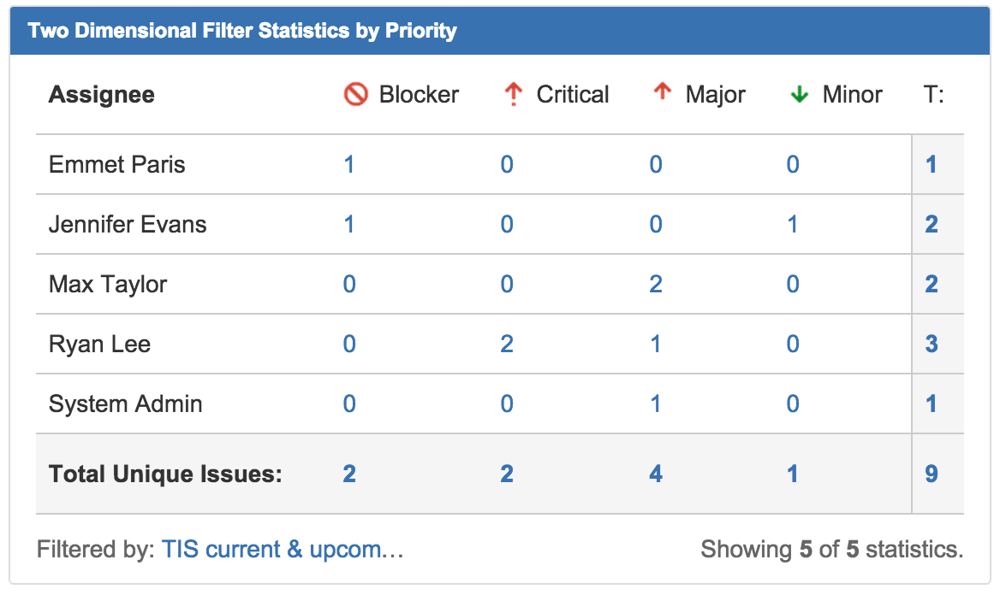 Two Dimensional Filter Statistics by Priority
Assignee Blocker Critical Major Minor T:
Emmet Paris 1 0 0 0 1
Jennifer Evans 1 0 0 1 2
Max Taylor 0 0 2 0 2
Ryan Lee 0 2 1 0 3
System Admin 0 0 1 0 1
Total Unique Issues: 2 2 4 1 9
Filtered by: TIS current & upcom… Showing 5 of 5 statistics.